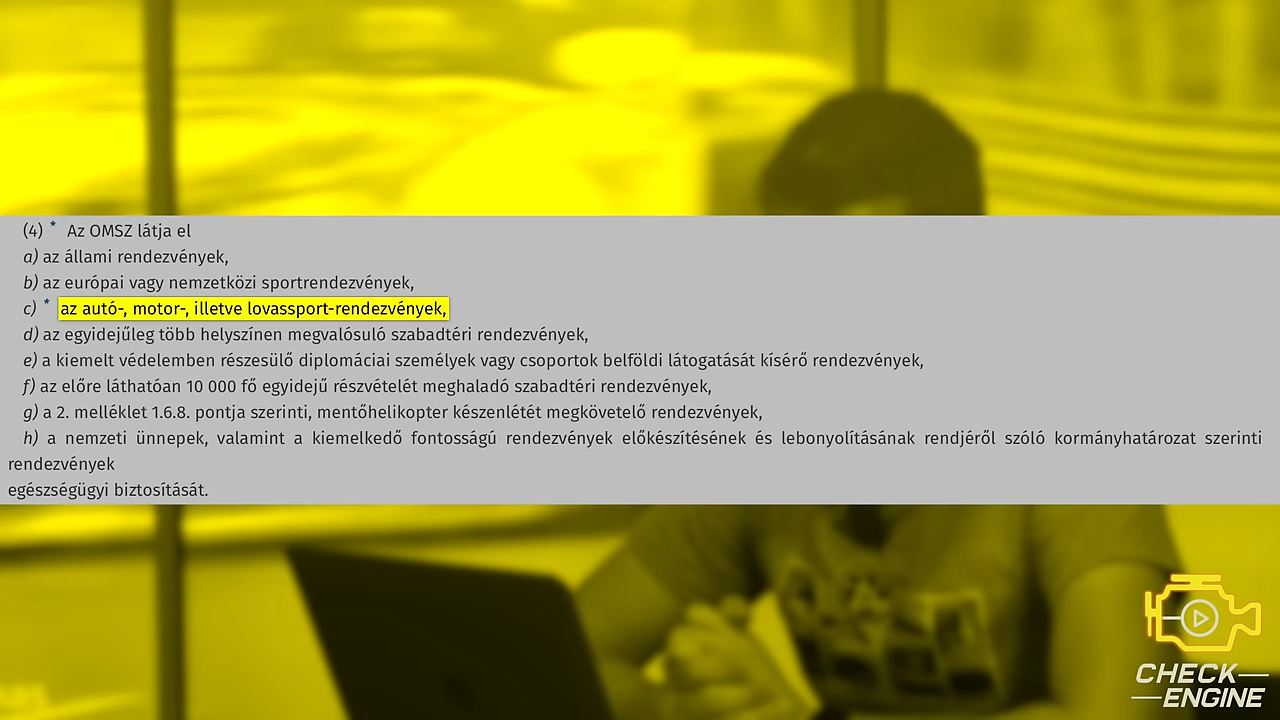 (4) * Az OMSZ látja el
a) az állami rendezvények,
b) az európai vagy nemzetközi sportrendezvények,
c) * az autó-, motor-, illetve lovassport-rendezvények,
d) az egyidejűleg több helyszínen megvalósuló szabadtéri rendezvények,
e) a kiemelt védelemben részesülő diplomáciai személyek vagy csoportok belföldi látogatását kísérő rendezvények,
f) az előre láthatóan 10 000 fő egyidejű részvételét meghaladó szabadtéri rendezvények,
g) a 2. melléklet 1.6.8. pontja szerinti, mentőhelikopter készenlétét megkövetelő rendezvények,
h) a nemzeti ünnepek, valamint a kiemelkedő fontosságú rendezvények előkészítésének és lebonyolításának rendjéről szóló kormányhatározat szerinti
rendezvények
egészségügyi biztosítását.
CHECK
ENGINE